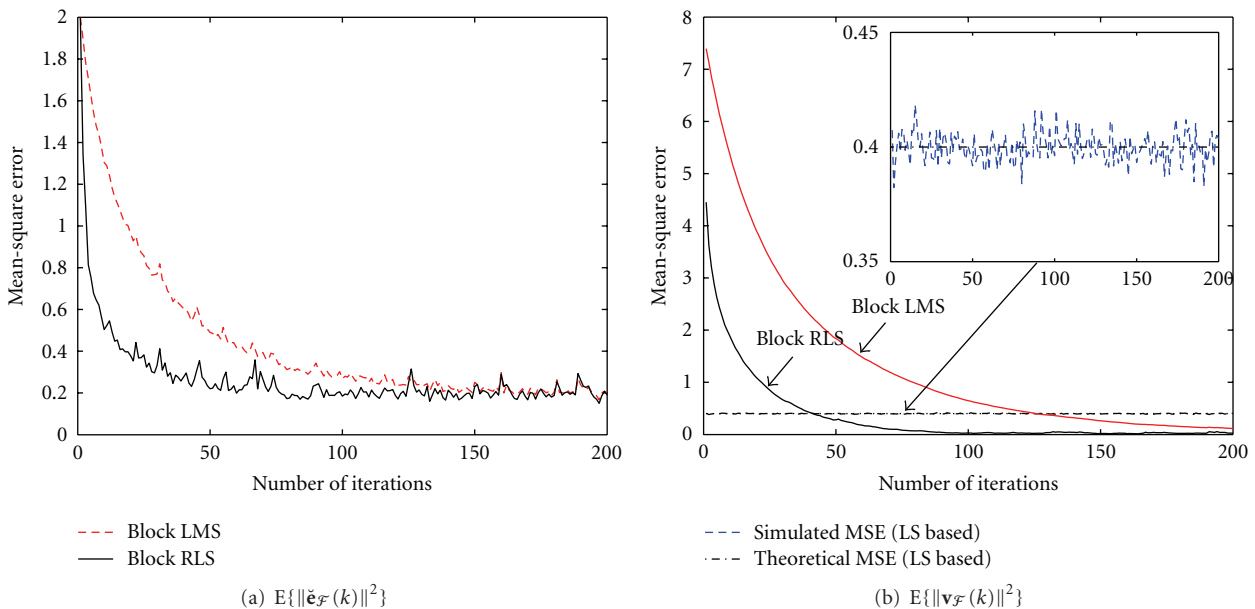 Mean-square error
2
1.8
1.6
1.4
1.2
1
0.8
0.6
0.4
0.2
0
0 50 100 150 200
Number of iterations
Block LMS
Block RLS
(a) E{‖ĕ𝓕(k)‖²}
Mean-square error
8
7
6
5
4
3
2
1
0
0 50 100 150 200
Number of iterations
0.45
0.4
0.35
0 50 100 150 200
Block LMS
Block RLS
Simulated MSE (LS based)
Theoretical MSE (LS based)
(b) E{‖v𝓕(k)‖²}